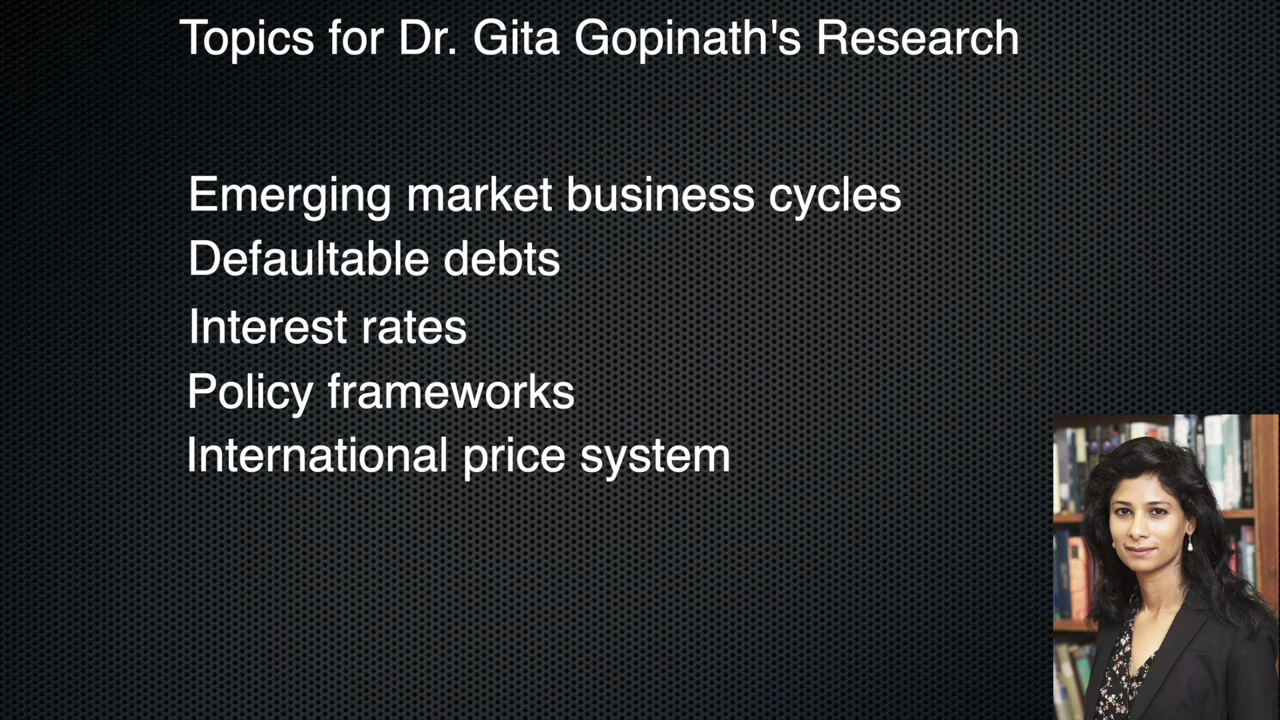 Topics for Dr. Gita Gopinath's Research
Emerging market business cycles
Defaultable debts
Interest rates
Policy frameworks
International price system